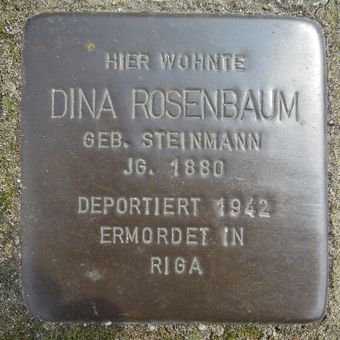 HIER WOHNTE
DINA ROSENBAUM
GEB. STEINMANN
JG. 1880
DEPORTIERT 1942
ERMORDET IN
RIGA